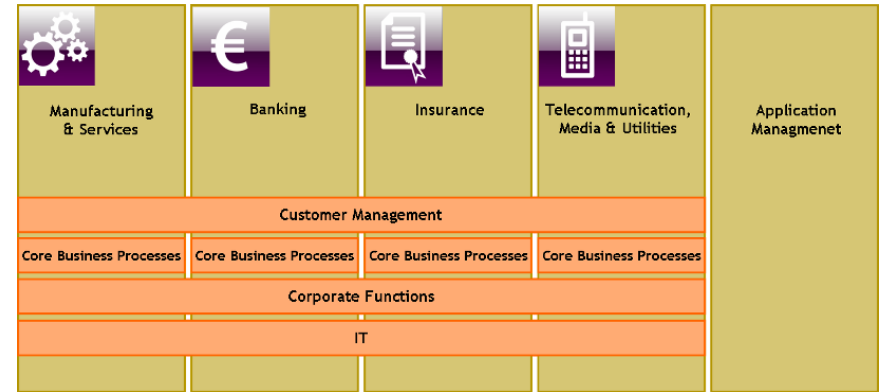 €
Manufacturing
& Services
Banking
Insurance
Telecommunication,
Media & Utilities
Application
Managmenet
Customer Management
Core Business Processes
Core Business Processes
Core Business Processes
Core Business Processes
Corporate Functions
IT